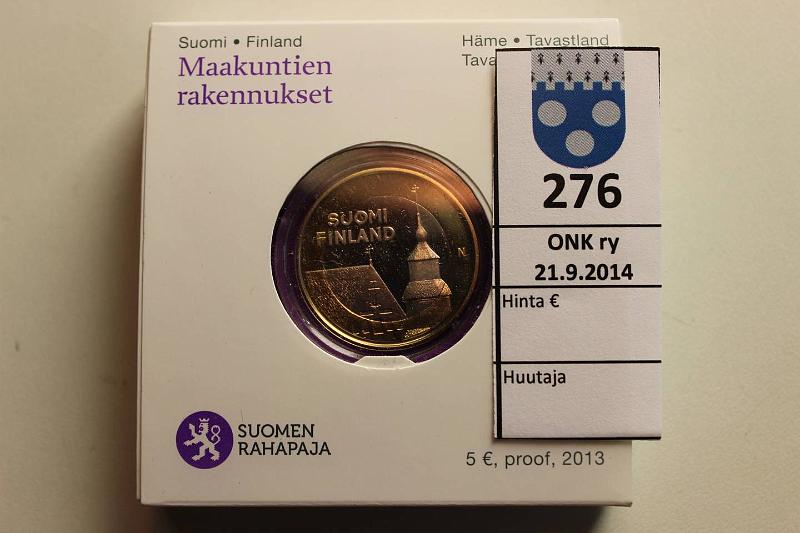 Suomi • Finland
Maakuntien
rakennukset
Häme • Tavastland
SUOMI
FINLAND
N
SUOMEN
RAHAPAJA
5 €, proof, 2013
276
ONK ry
21.9.2014
Hinta €
Huutaja